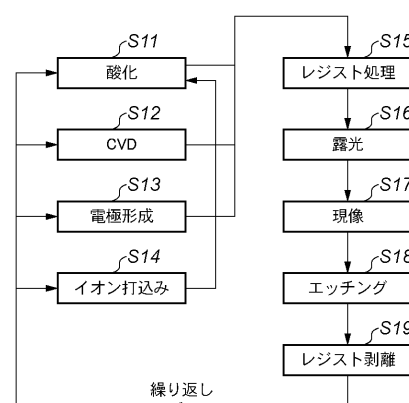 S11
酸化
S12
CVD
S13
電極形成
S14
イオン打込み
S15
レジスト処理
S16
露光
S17
現像
S18
エッチング
S19
レジスト剥離
繰り返し